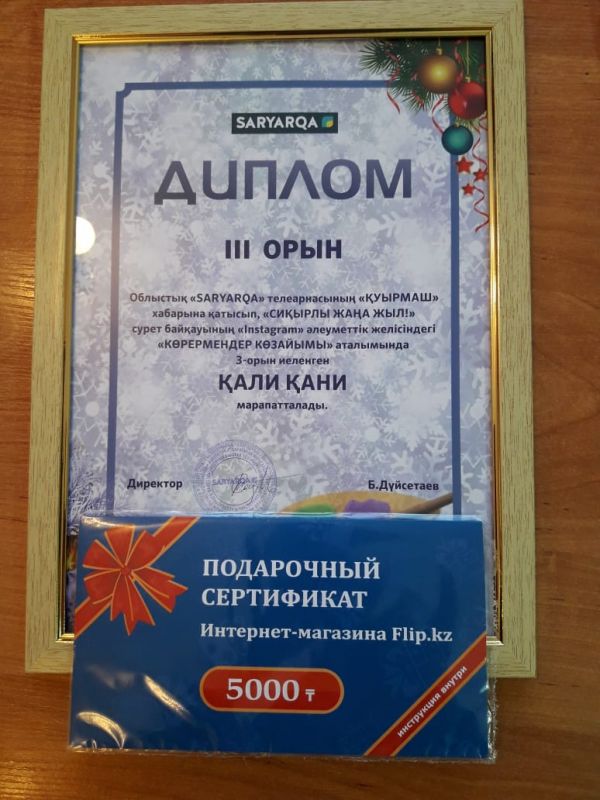 SARYARQA
ДИПЛОМ
III ОРЫН
Облыстық «SARYARQA» телеарнасының «ҚУЫРМАШ»
хабарына қатысып, «СИҚЫРЛЫ ЖАҢА ЖЫЛ!»
сурет байқауының «Instagram» әлеуметтік желісіндегі
«КӨРЕРМЕНДЕР КӨЗАЙЫМЫ» аталымында
3-орын иеленген
ҚАЛИ ҚАНИ
марапатталады.
Директор
SARYARQA
Б.Дүйсетаев
ПОДАРОЧНЫЙ
СЕРТИФИКАТ
Интернет-магазина Flip.kz
5000 ₸
инструкция внутри